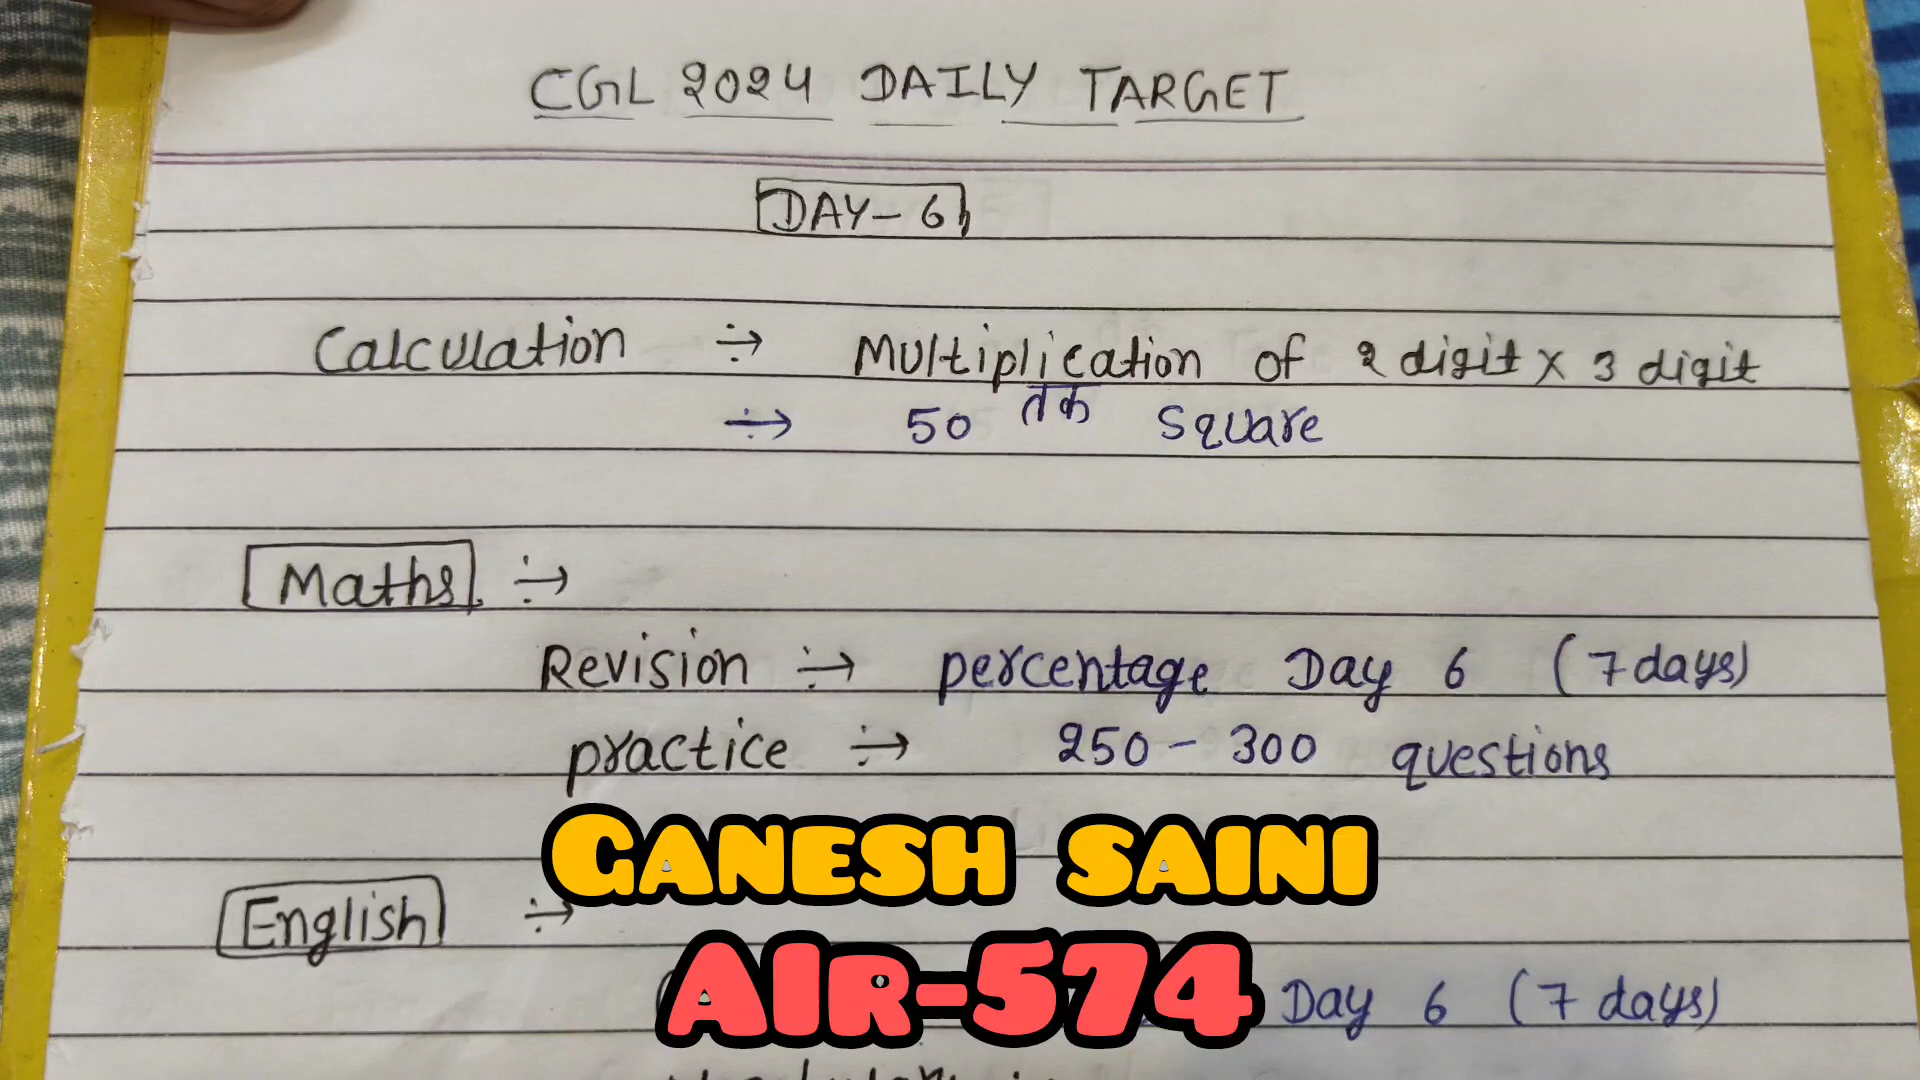 CGL 2024 DAILY TARGET
DAY-6
Calculation ÷→ Multiplication of 2 digit x 3 digit
÷→ 50 तक Square
Maths ÷→
Revision ÷→ percentage Day 6 (7 days)
practice ÷→ 250-300 questions
GANESH SAINI
English ÷→
AIR-574
Day 6 (7 days)